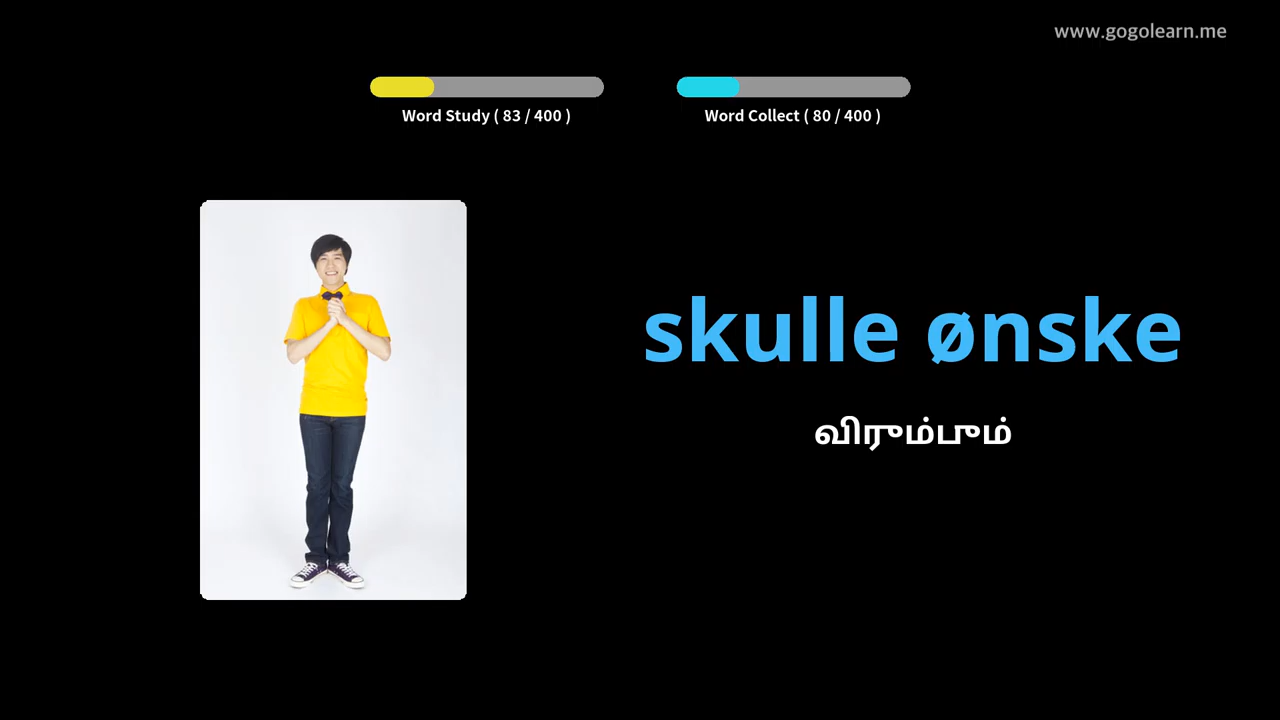 www.gogolearn.me
Word Study ( 83 / 400 )
Word Collect ( 80 / 400 )
skulle ønske
விரும்பும்